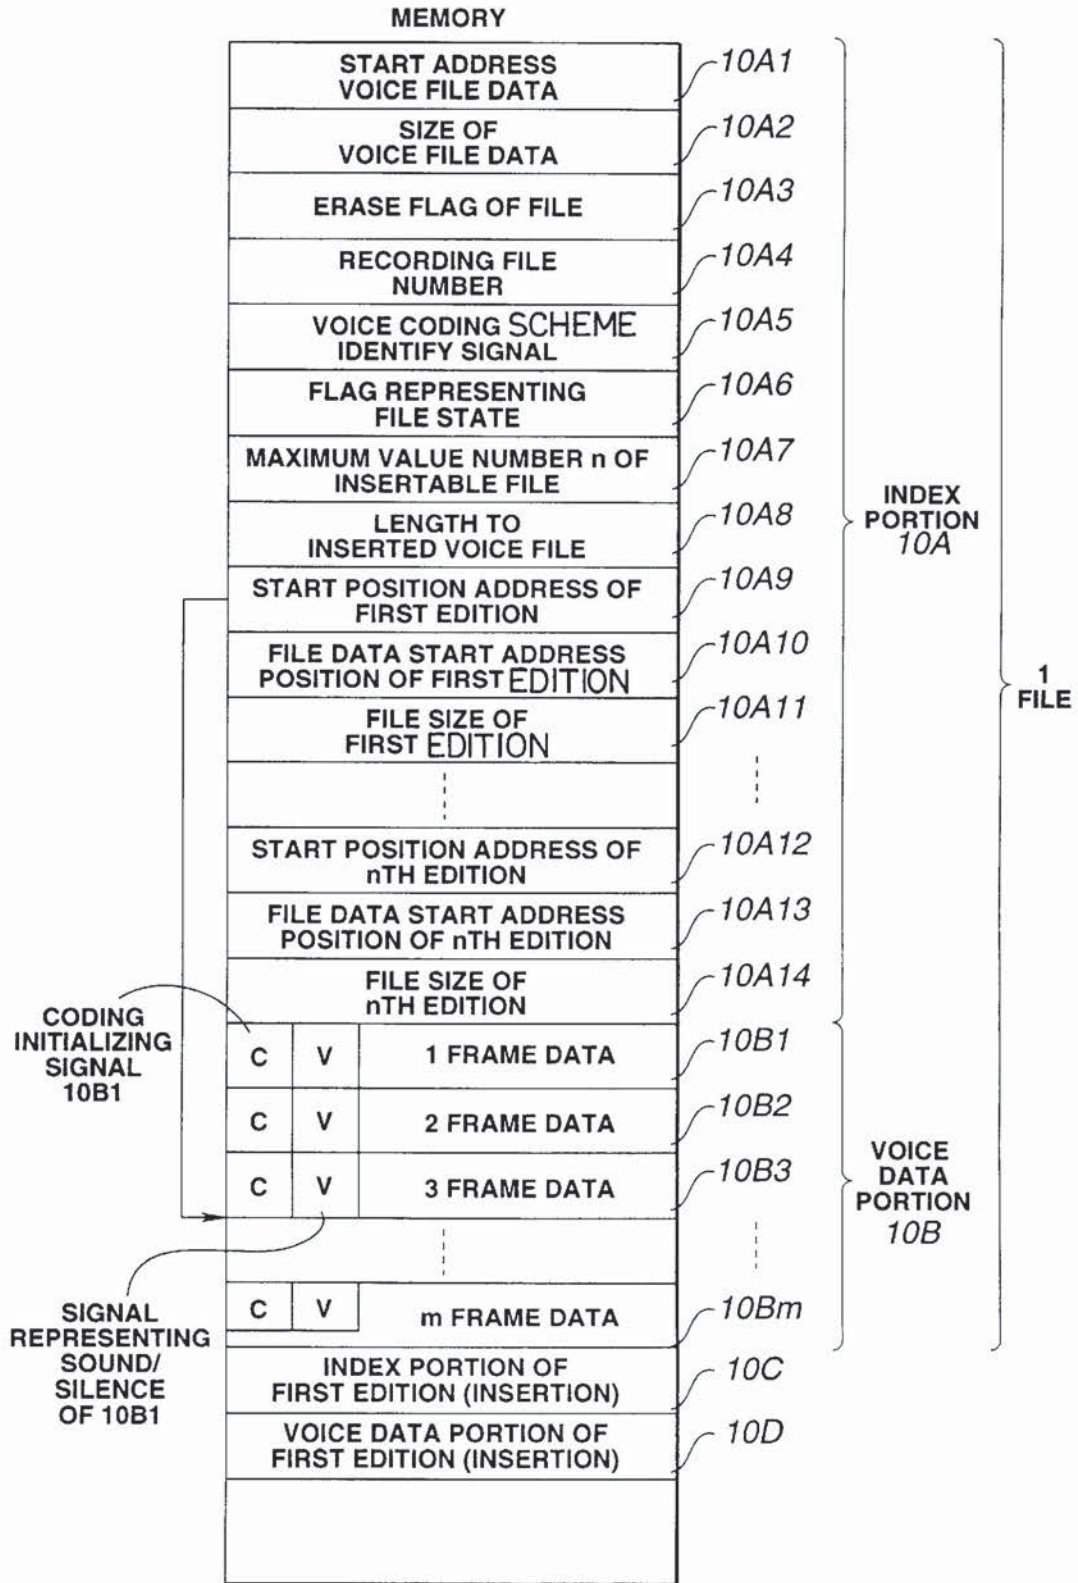 MEMORY
START ADDRESS
VOICE FILE DATA
10A1
SIZE OF
VOICE FILE DATA
10A2
ERASE FLAG OF FILE
10A3
RECORDING FILE
NUMBER
10A4
VOICE CODING SCHEME
IDENTIFY SIGNAL
10A5
FLAG REPRESENTING
FILE STATE
10A6
MAXIMUM VALUE NUMBER n OF
INSERTABLE FILE
10A7
LENGTH TO
INSERTED VOICE FILE
10A8
START POSITION ADDRESS OF
FIRST EDITION
10A9
FILE DATA START ADDRESS
POSITION OF FIRST EDITION
10A10
FILE SIZE OF
FIRST EDITION
10A11
START POSITION ADDRESS OF
nTH EDITION
10A12
FILE DATA START ADDRESS
POSITION OF nTH EDITION
10A13
FILE SIZE OF
nTH EDITION
10A14
INDEX
PORTION
10A
1
FILE
CODING
INITIALIZING
SIGNAL
10B1
C V 1 FRAME DATA
10B1
C V 2 FRAME DATA
10B2
C V 3 FRAME DATA
10B3
VOICE
DATA
PORTION
10B
SIGNAL
REPRESENTING
SOUND/
SILENCE
OF 10B1
C V m FRAME DATA
10Bm
INDEX PORTION OF
FIRST EDITION (INSERTION)
10C
VOICE DATA PORTION OF
FIRST EDITION (INSERTION)
10D